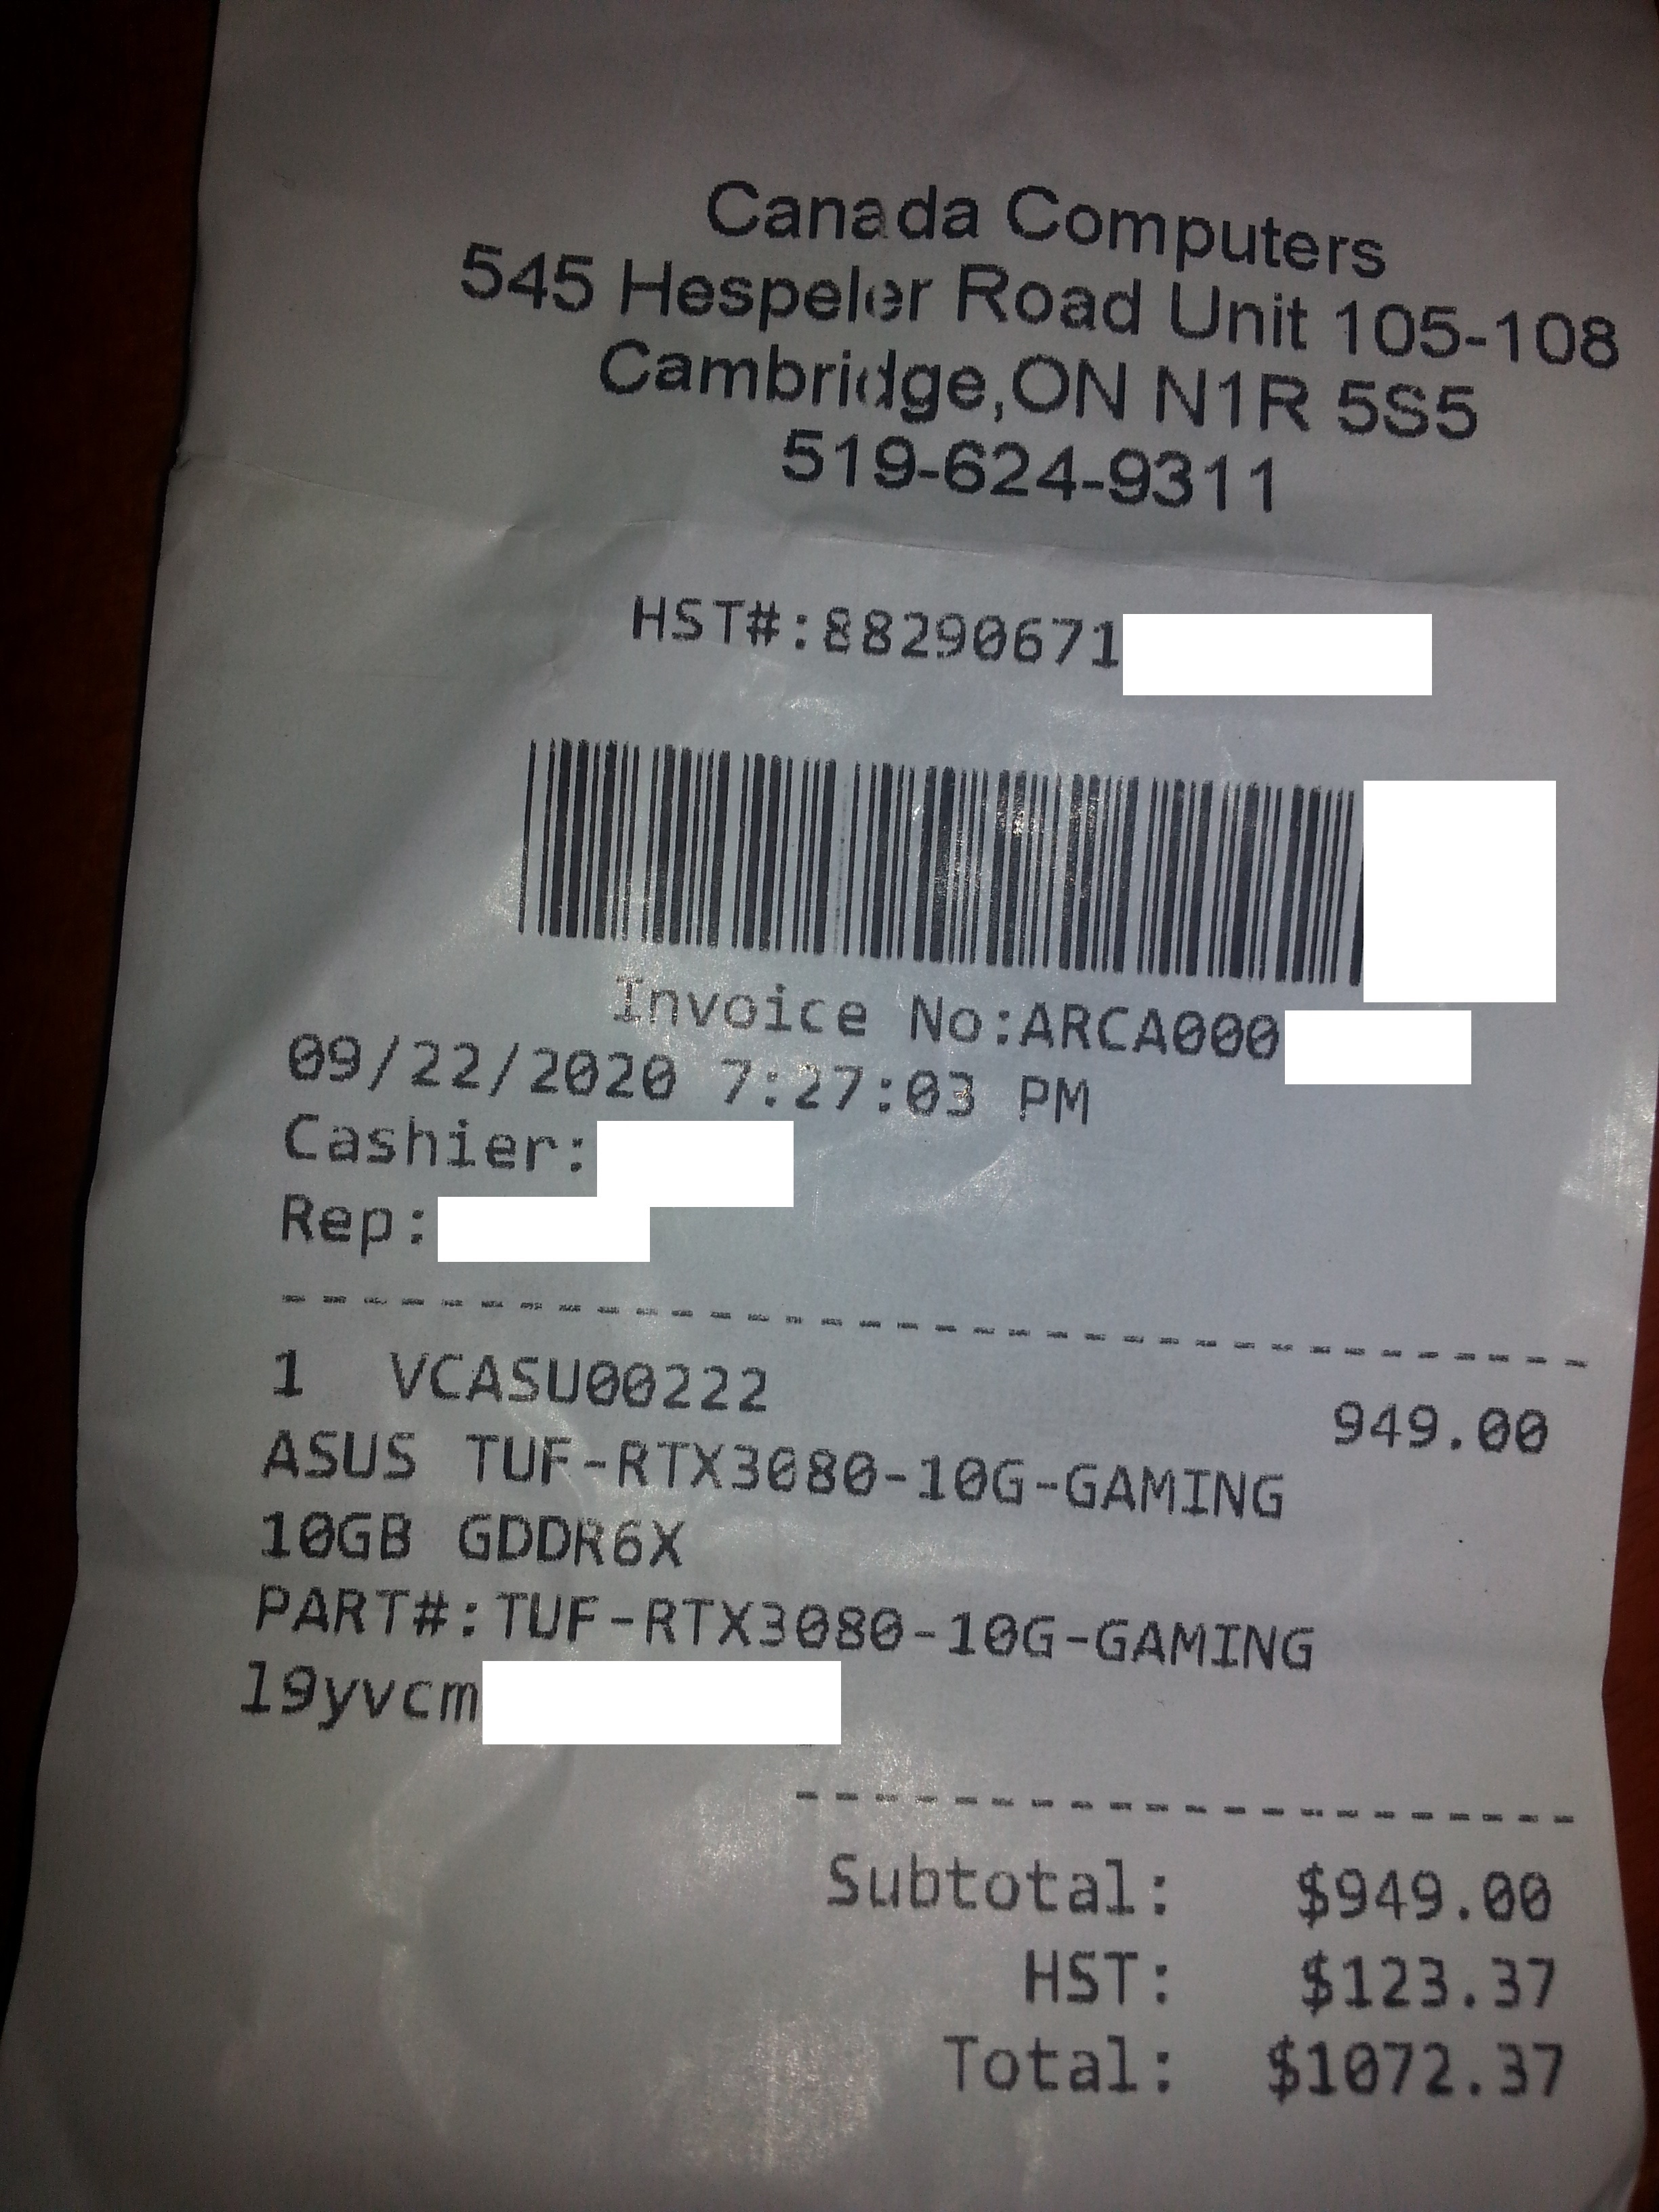 Canada Computers
545 Hespeler Road Unit 105-108
Cambridge,ON N1R 5S5
519-624-9311
HST#:88290671
Invoice No:ARCA000
09/22/2020 7:27:03 PM
Cashier:
Rep:
1 VCASU00222 949.00
ASUS TUF-RTX3080-10G-GAMING
10GB GDDR6X
PART#:TUF-RTX3080-10G-GAMING
l9yvcm
Subtotal: $949.00
HST: $123.37
Total: $1072.37